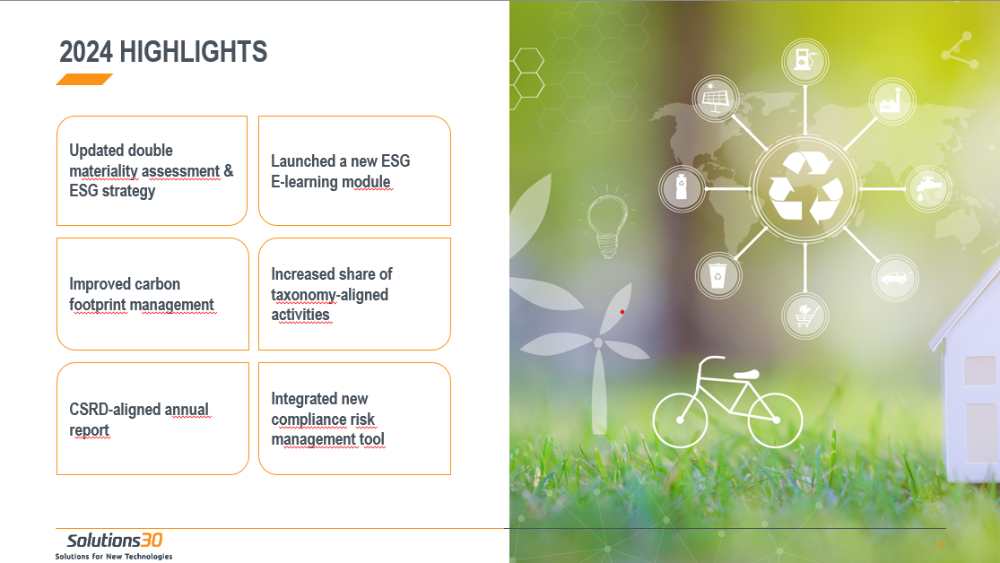 2024 HIGHLIGHTS
Updated double
materiality assessment &
ESG strategy
Launched a new ESG
E-learning module
Improved carbon
footprint management
Increased share of
taxonomy-aligned
activities
CSRD-aligned annual
report
Integrated new
compliance risk
management tool
Solutions30
Solutions for New Technologies